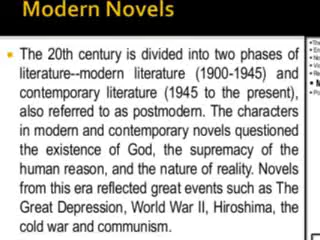 Modern Novels
The 20th century is divided into two phases of
literature--modern literature (1900-1945) and
contemporary literature (1945 to the present),
also referred to as postmodern. The characters
in modern and contemporary novels questioned
the existence of God, the supremacy of the
human reason, and the nature of reality. Novels
from this era reflected great events such as The
Great Depression, World War II, Hiroshima, the
cold war and communism.